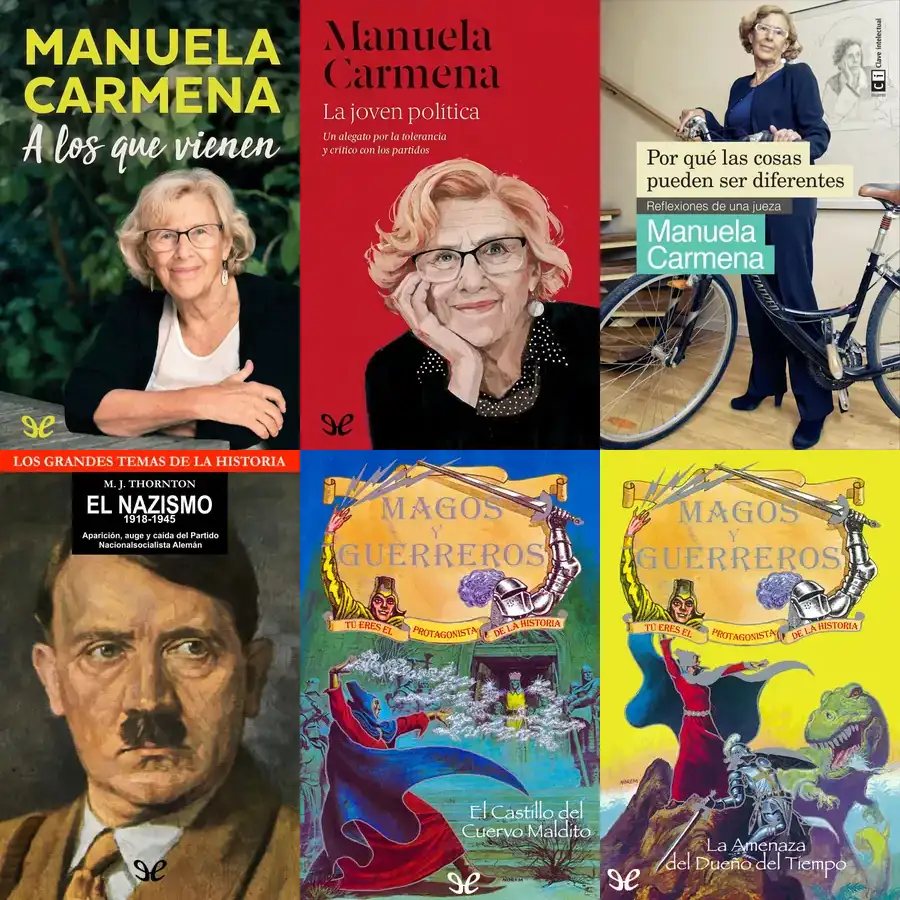 MANUELA
CARMENA
A los que vienen
Manuela
Carmena
La joven política
Un alegato por la tolerancia
y crítico con los partidos
Ci Clave intelectual
Por qué las cosas
pueden ser diferentes
Reflexiones de una jueza
Manuela
Carmena
LOS GRANDES TEMAS DE LA HISTORIA
M. J. THORNTON
EL NAZISMO
1918-1945
Aparición, auge y caída del Partido
Nacionalsocialista Alemán
MAGOS
Y
GUERREROS
TÚ ERES EL PROTAGONISTA DE LA HISTORIA
El Castillo del
Cuervo Maldito
MAGOS
Y
GUERREROS
TÚ ERES EL PROTAGONISTA DE LA HISTORIA
La Amenaza
del Dueño del Tiempo